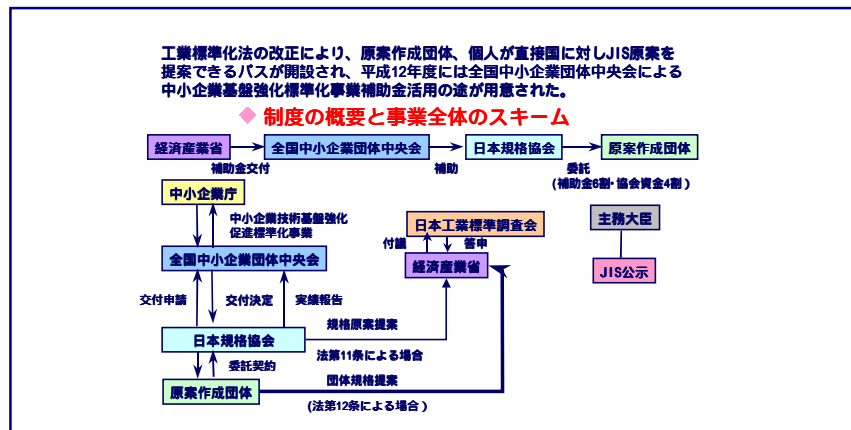 工業標準化法の改正により、原案作成団体、個人が直接国に対しJIS原案を
提案できるパスが開設され、平成12年度には全国中小企業団体中央会による
中小企業基盤強化標準化事業補助金活用の途が用意された。
◆ 制度の概要と事業全体のスキーム
経済産業省
全国中小企業団体中央会
日本規格協会
原案作成団体
補助金交付
補助
委託
(補助金6割・協会資金4割)
中小企業庁
中小企業技術基盤強化
促進標準化事業
日本工業標準調査会
主務大臣
付議
答申
全国中小企業団体中央会
経済産業省
JIS公示
交付申請
交付決定
実績報告
規格原案提案
日本規格協会
法第11条による場合
委託契約
団体規格提案
原案作成団体
(法第12条による場合)